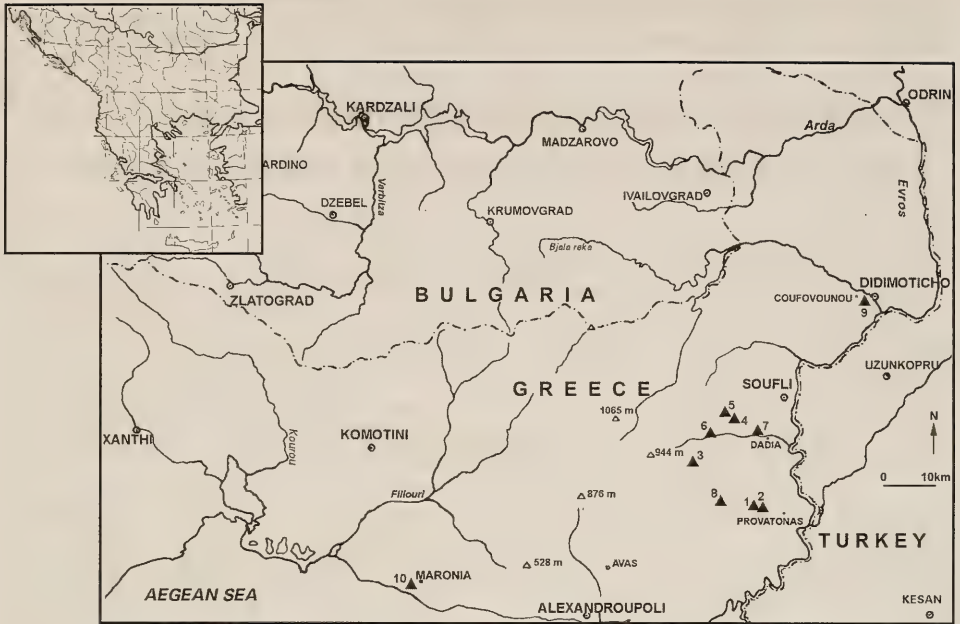 ODRIN
KARDZALI
Arda
MADZAROVO
ARDINO
Varbitza
IVAILOVGRAD
Evros
DZEBEL
KRUMOVGRAD
Bjala reka
DIDIMOTICHO
ZLATOGRAD
BULGARIA
COUFOVOUNOU
9
UZUNKOPRU
GREECE
SOUFLI
1065 m
5
4
N
XANTHI
Kourou
KOMOTINI
6
7
DADIA
944 m
3
0 10km
Filiouri
876 m
8
1 2
PROVATONAS
TURKEY
528 m
AVAS
10 MARONIA
AEGEAN SEA
ALEXANDROUPOLI
KESAN